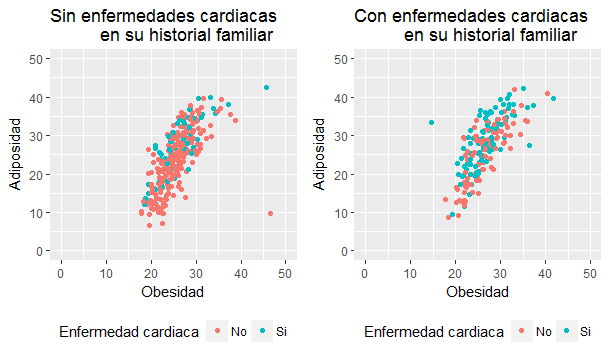 Sin enfermedades cardiacas
en su historial familiar
50
40
30
20
10
0
Adiposidad
0 10 20 30 40 50
Obesidad
Enfermedad cardiaca No Si
Con enfermedades cardiacas
en su historial familiar
50
40
30
20
10
0
Adiposidad
0 10 20 30 40 50
Obesidad
Enfermedad cardiaca No Si